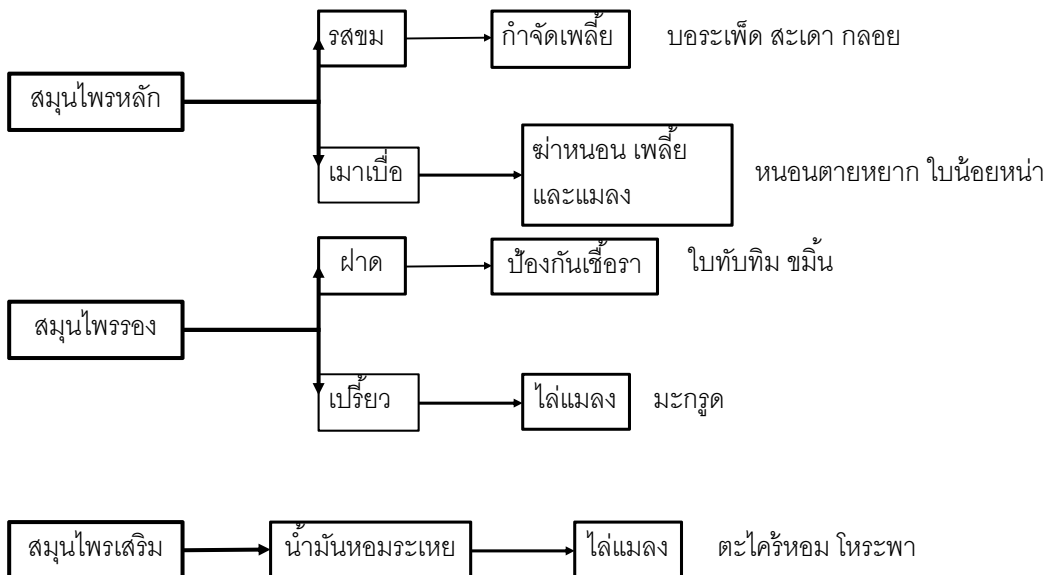 รสขม กำจัดเพลี้ย บอระเพ็ด สะเดา กลอย
สมุนไพรหลัก
เมาเบื่อ ฆ่าหนอน เพลี้ย
และแมลง หนอนตายหยาก ใบน้อยหน่า
ฝาด ป้องกันเชื้อรา ใบทับทิม ขมิ้น
สมุนไพรรอง
เปรี้ยว ไล่แมลง มะกรูด
สมุนไพรเสริม น้ำมันหอมระเหย ไล่แมลง ตะไคร้หอม โหระพา